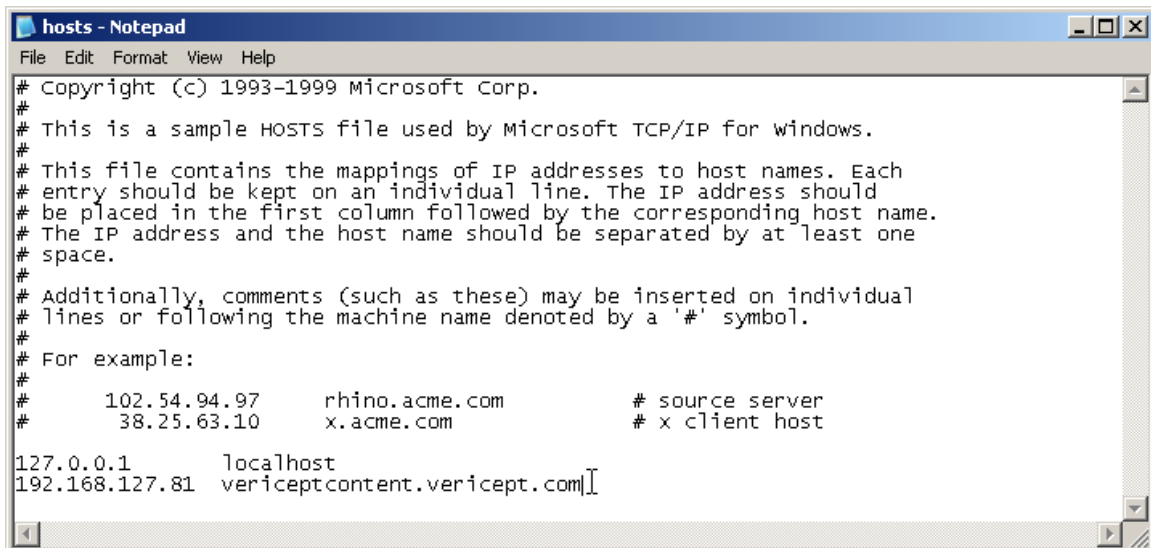 hosts - Notepad
File Edit Format View Help
# Copyright (c) 1993-1999 Microsoft Corp.
#
# This is a sample HOSTS file used by Microsoft TCP/IP for Windows.
#
# This file contains the mappings of IP addresses to host names. Each
# entry should be kept on an individual line. The IP address should
# be placed in the first column followed by the corresponding host name.
# The IP address and the host name should be separated by at least one
# space.
#
# Additionally, comments (such as these) may be inserted on individual
# lines or following the machine name denoted by a '#' symbol.
#
# For example:
#
#      102.54.94.97     rhino.acme.com          # source server
#       38.25.63.10     x.acme.com              # x client host

127.0.0.1       localhost
192.168.127.81  vericeptcontent.vericept.com